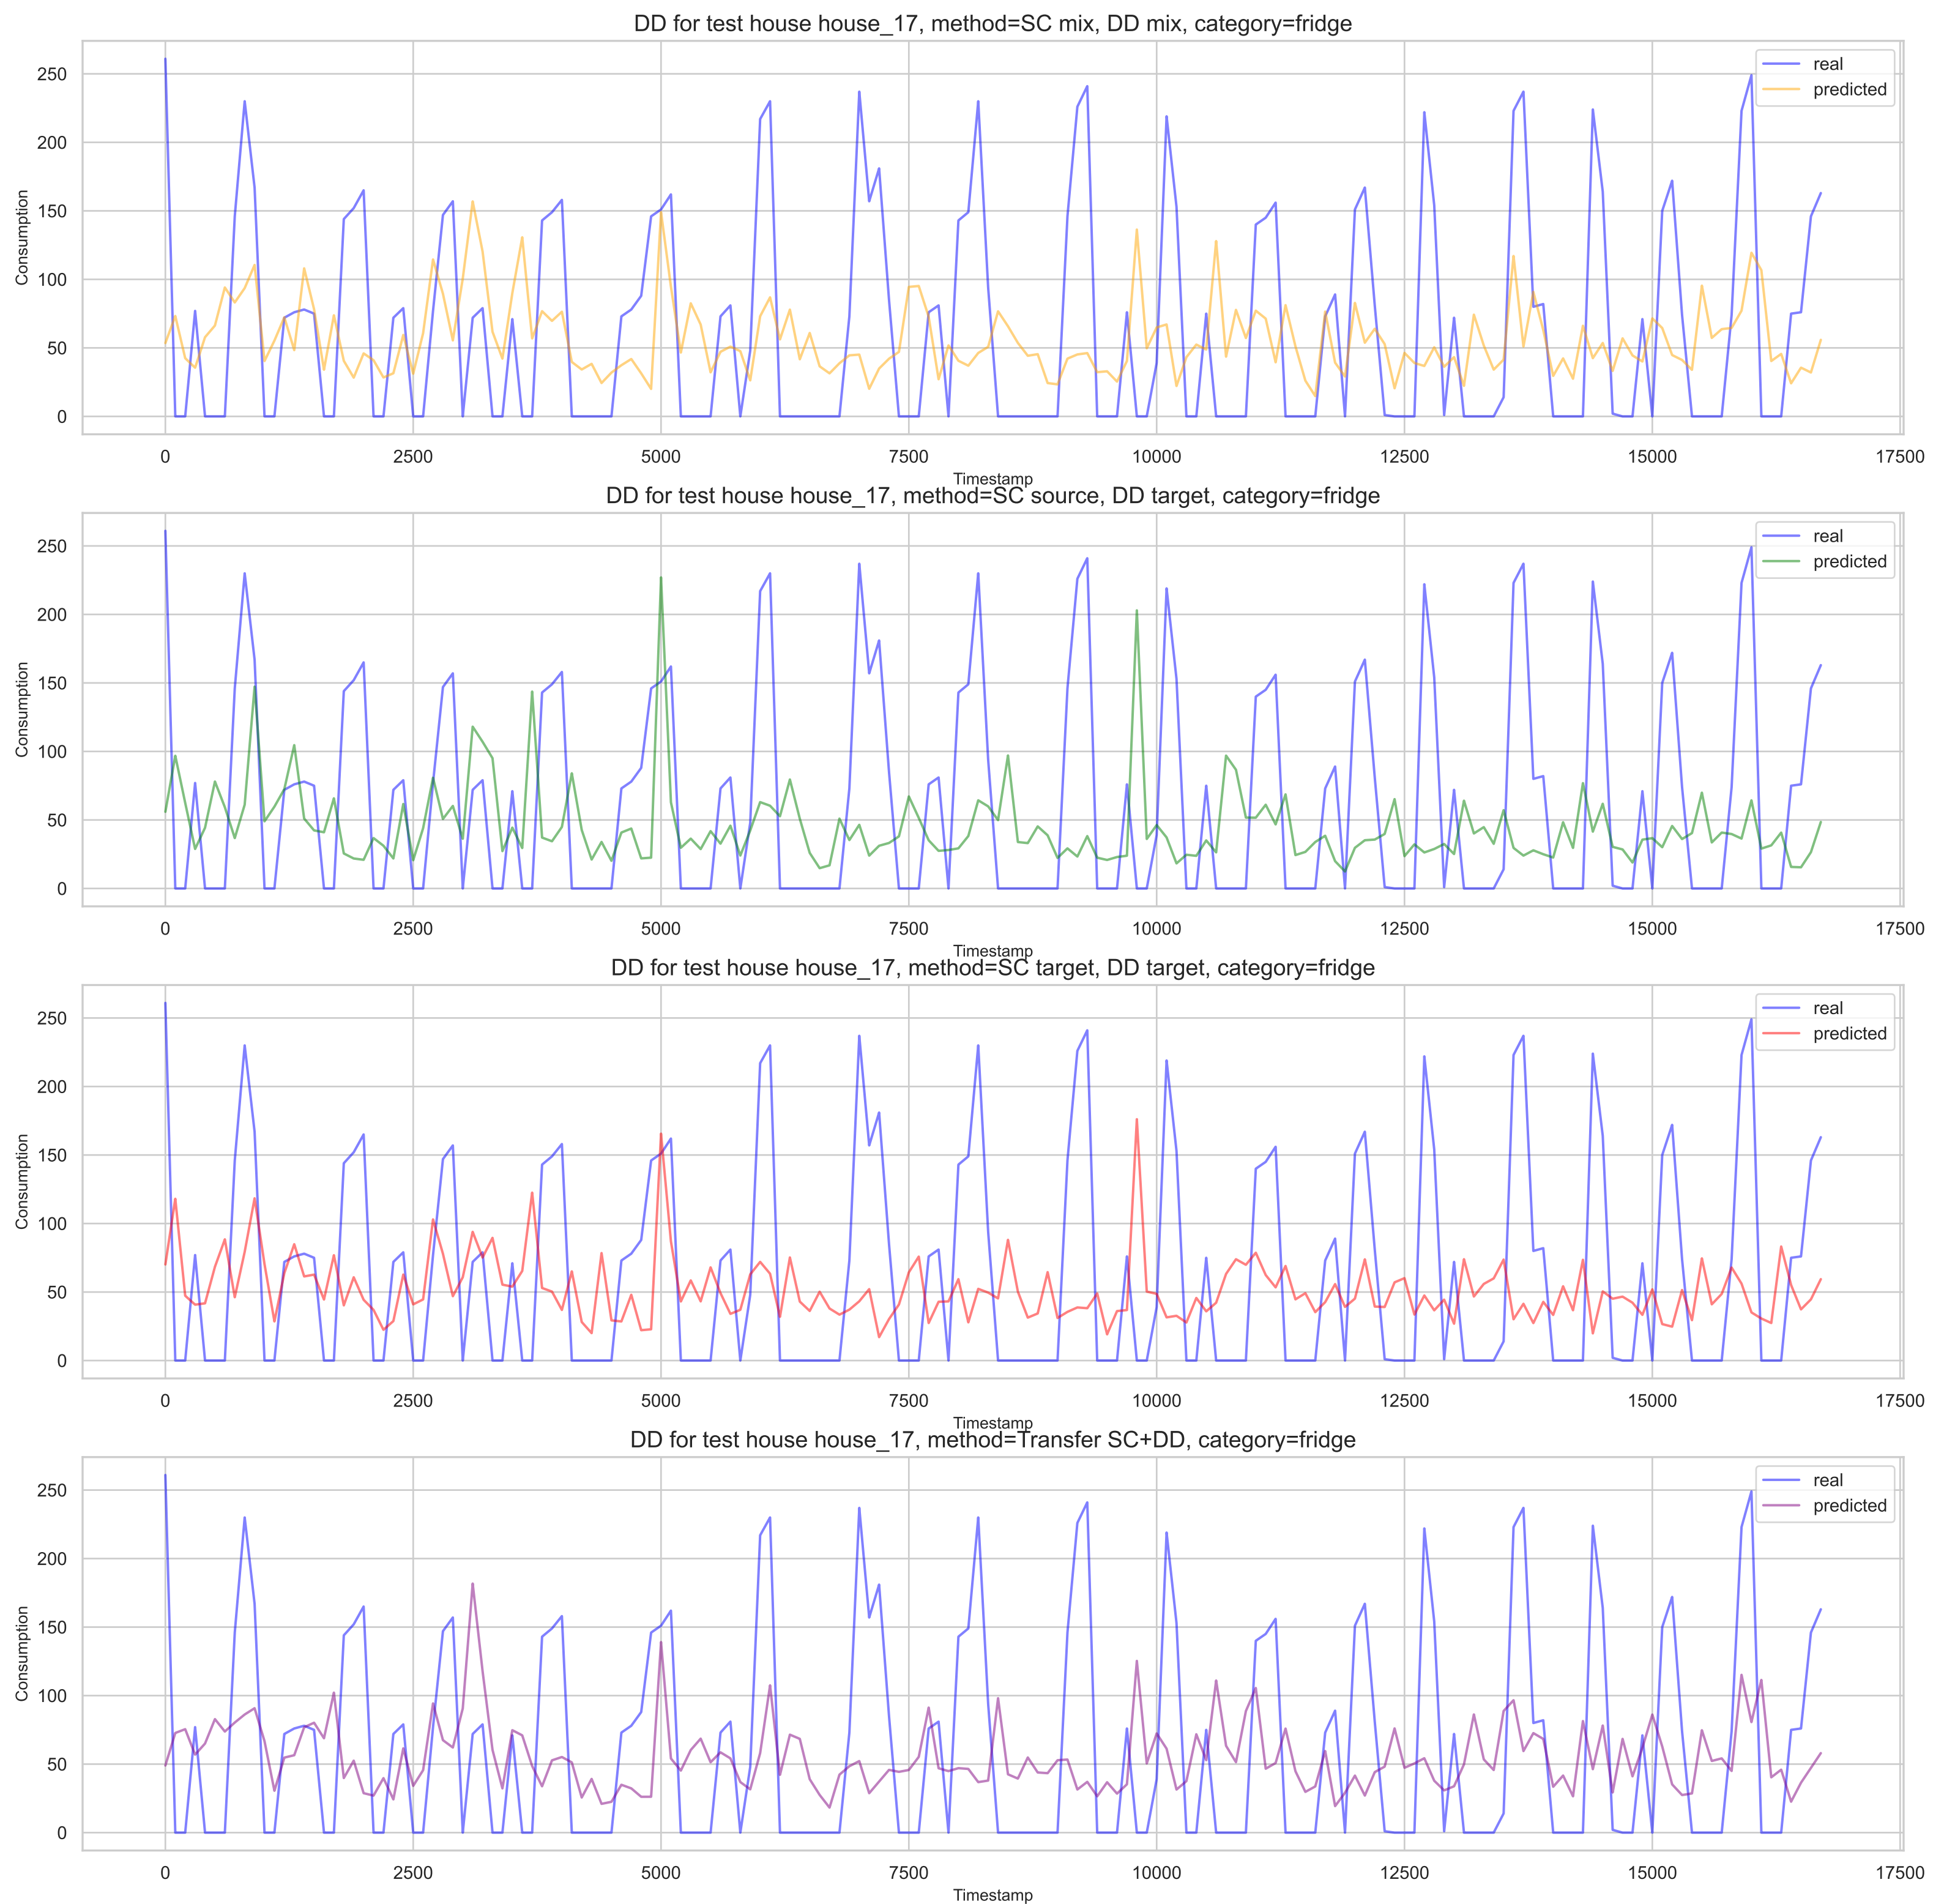 DD for test house house_17, method=SC mix, DD mix, category=fridge
real
predicted
Consumption
250
200
150
100
50
0
0 2500 5000 7500 10000 12500 15000 17500
Timestamp
DD for test house house_17, method=SC source, DD target, category=fridge
real
predicted
Consumption
250
200
150
100
50
0
0 2500 5000 7500 10000 12500 15000 17500
Timestamp
DD for test house house_17, method=SC target, DD target, category=fridge
real
predicted
Consumption
250
200
150
100
50
0
0 2500 5000 7500 10000 12500 15000 17500
Timestamp
DD for test house house_17, method=Transfer SC+DD, category=fridge
real
predicted
Consumption
250
200
150
100
50
0
0 2500 5000 7500 10000 12500 15000 17500
Timestamp